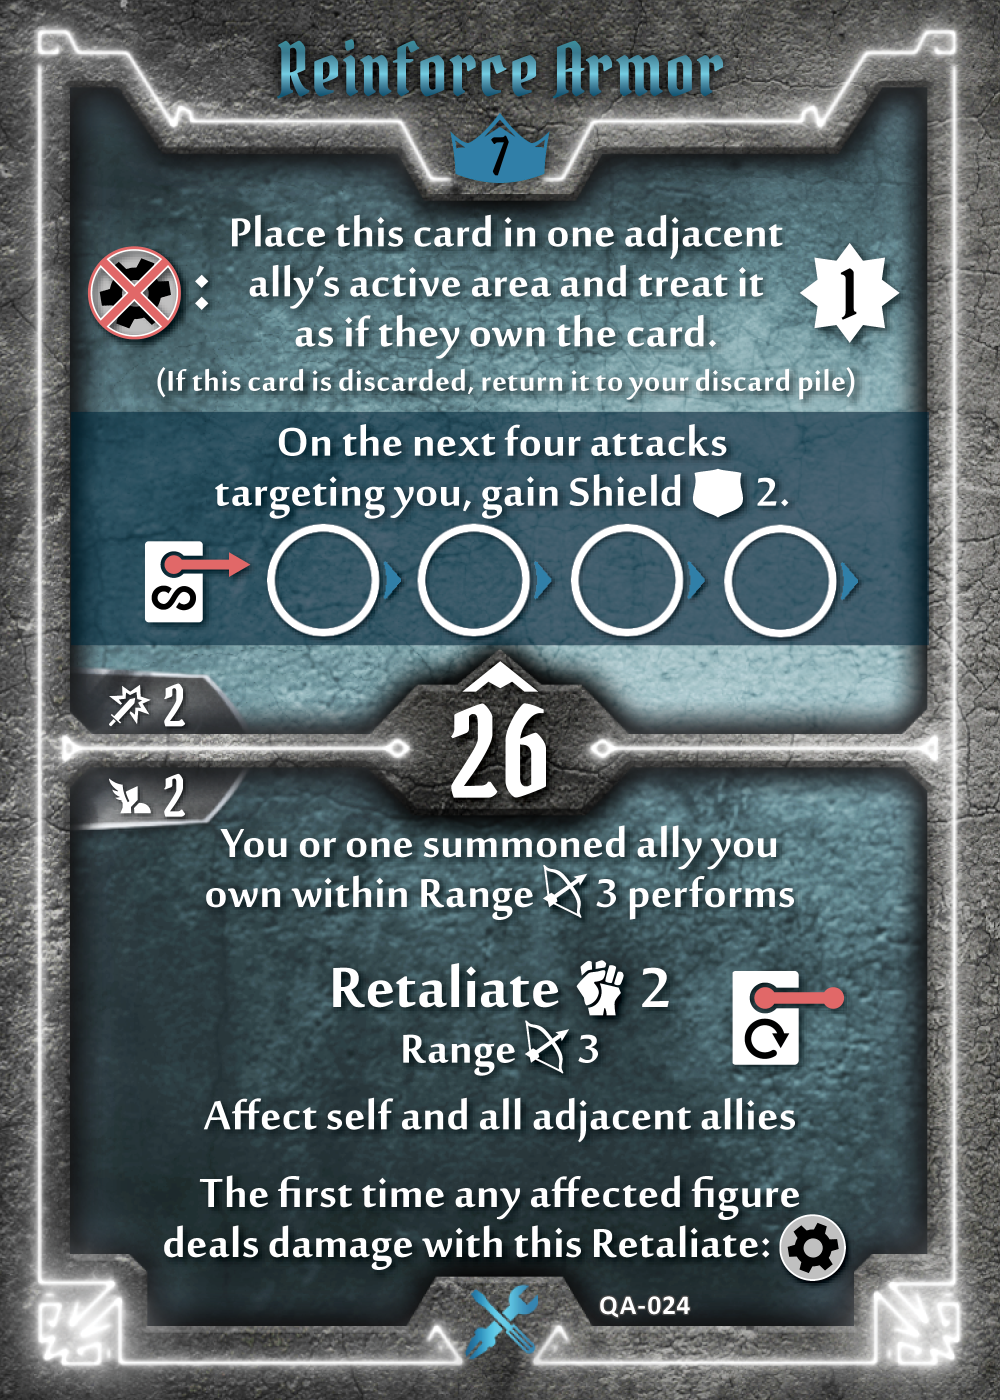 Reinforce Armor
7
Place this card in one adjacent
: ally's active area and treat it
1
as if they own the card.
(If this card is discarded, return it to your discard pile)
On the next four attacks
targeting you, gain Shield 2.
2
26
2
You or one summoned ally you
own within Range 3 performs
Retaliate 2
Range 3
Affect self and all adjacent allies
The first time any affected figure
deals damage with this Retaliate:
QA-024